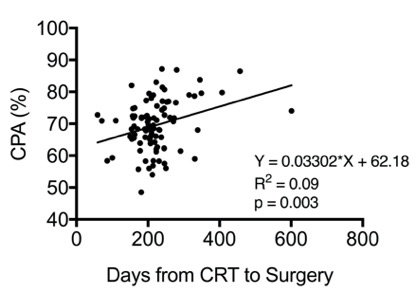 100
90
80
70
60
50
40
CPA (%)
Y = 0.03302*X + 62.18
R² = 0.09
p = 0.003
0 200 400 600 800
Days from CRT to Surgery